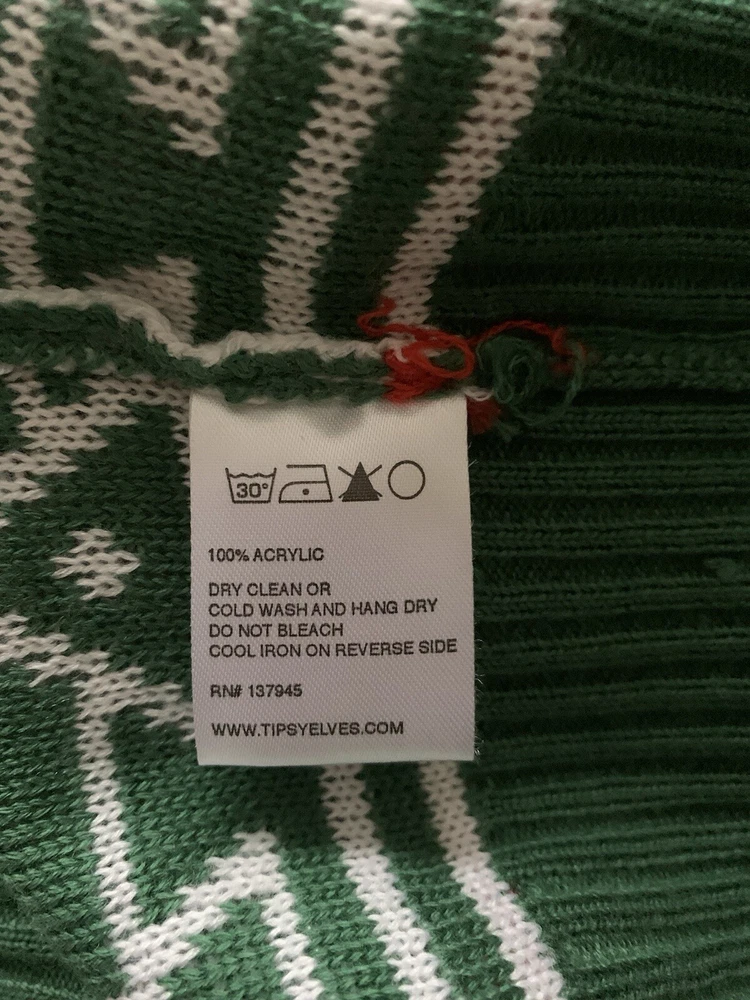 30°
100% ACRYLIC
DRY CLEAN OR
COLD WASH AND HANG DRY
DO NOT BLEACH
COOL IRON ON REVERSE SIDE
RN# 137945
WWW.TIPSYELVES.COM